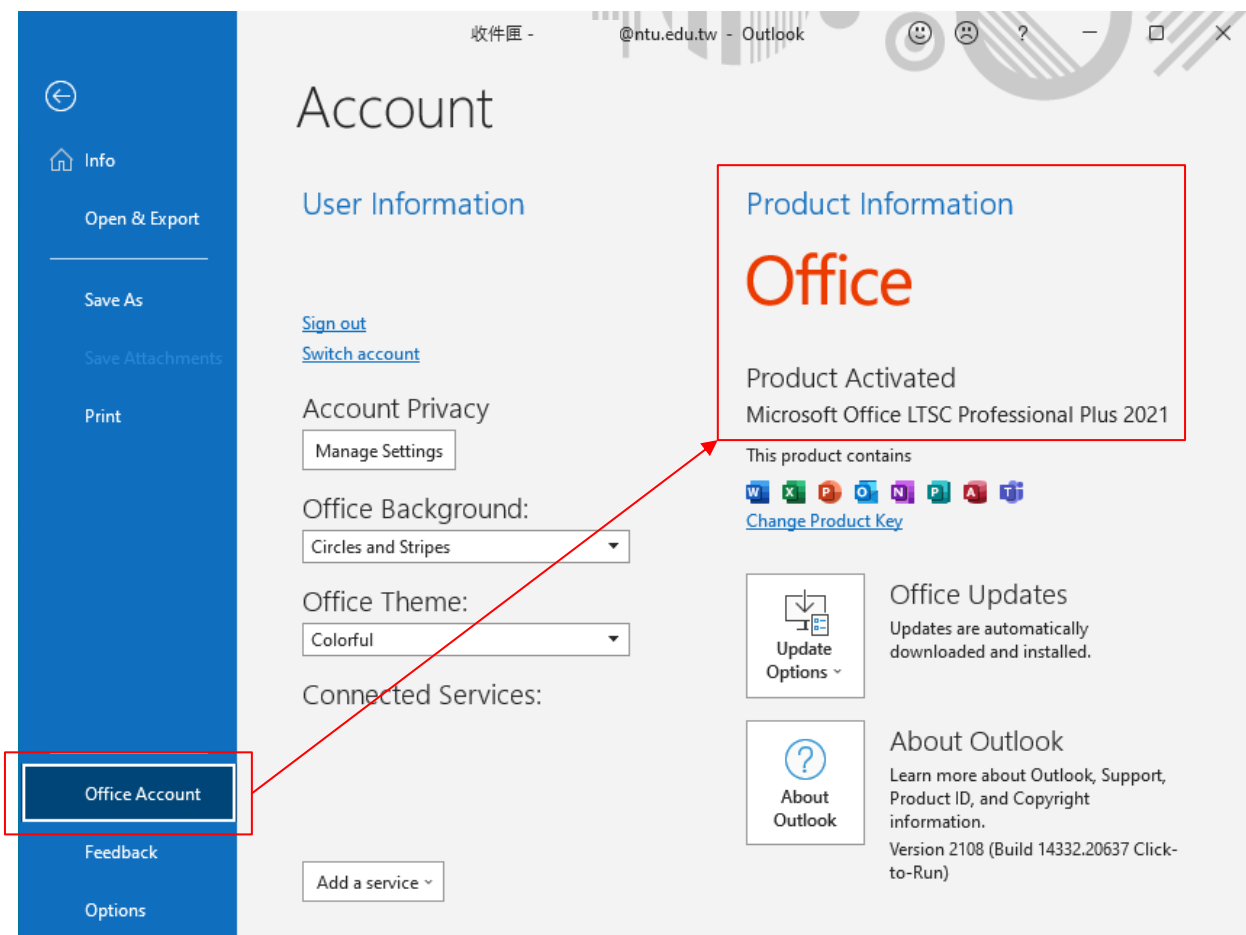 收件匣 - @ntu.edu.tw - Outlook
?
Account
Info
Open & Export
Save As
Save Attachments
Print
Office Account
Feedback
Options
User Information
Sign out
Switch account
Account Privacy
Manage Settings
Office Background:
Circles and Stripes
Office Theme:
Colorful
Connected Services:
Add a service
Product Information
Office
Product Activated
Microsoft Office LTSC Professional Plus 2021
This product contains
Change Product Key
Update
Options
Office Updates
Updates are automatically
downloaded and installed.
About
Outlook
About Outlook
Learn more about Outlook, Support,
Product ID, and Copyright
information.
Version 2108 (Build 14332.20637 Click-
to-Run)